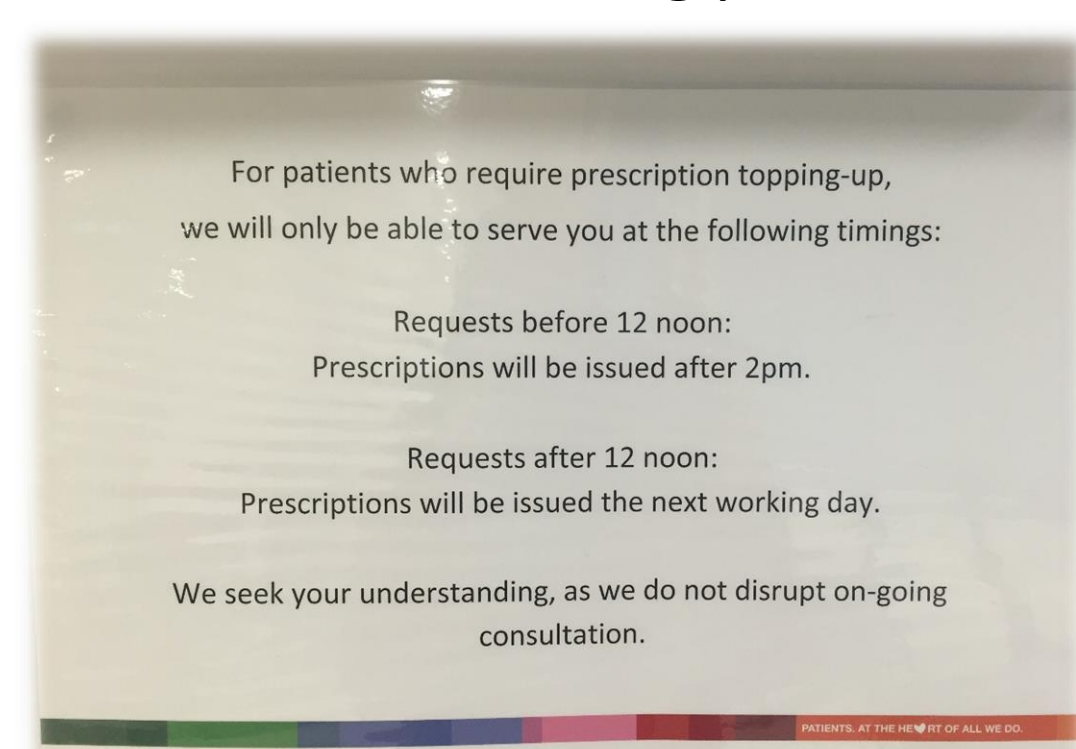 For patients who require prescription topping-up,
we will only be able to serve you at the following timings:
Requests before 12 noon:
Prescriptions will be issued after 2pm.
Requests after 12 noon:
Prescriptions will be issued the next working day.
We seek your understanding, as we do not disrupt on-going
consultation.
PATIENTS. AT THE HE♥RT OF ALL WE DO.